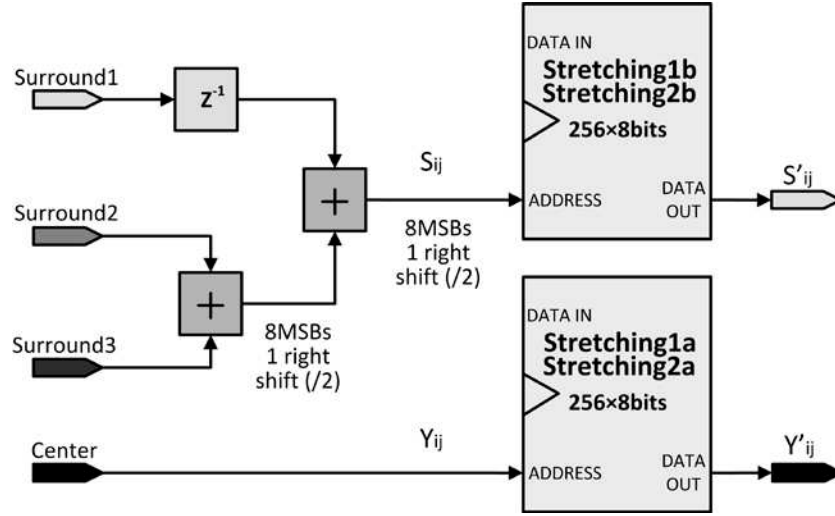 Surround1
Z⁻¹
Surround2
+
+
Surround3
8MSBs
1 right
shift (/2)
Sij
8MSBs
1 right
shift (/2)
DATA IN
Stretching1b
Stretching2b
256×8bits
ADDRESS
DATA
OUT
S'ij
DATA IN
Stretching1a
Stretching2a
256×8bits
Center
Yij
ADDRESS
DATA
OUT
Y'ij